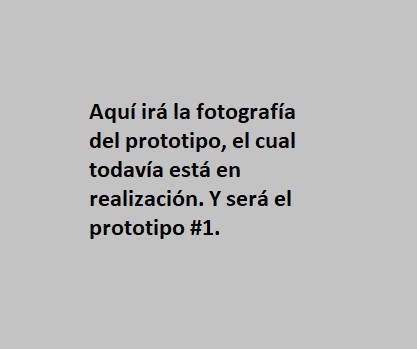 Aquí irá la fotografía
del prototipo, el cual
todavía está en
realización. Y será el
prototipo #1.